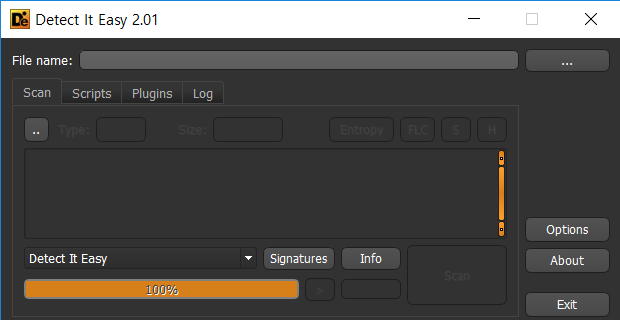 Detect It Easy 2.01
File name: ...
Scan Scripts Plugins Log
.. Type: Size: Entropy FLC S H
Options
Detect It Easy Signatures Info
About
Scan
100% >
Exit